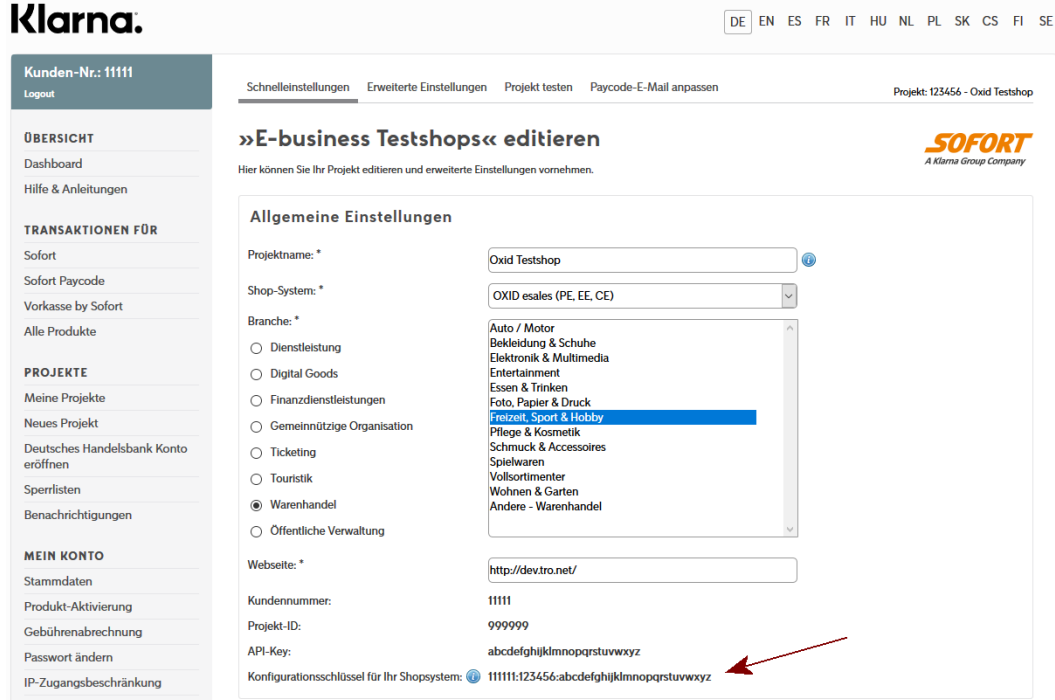 Klarna.
DE EN ES FR IT HU NL PL SK CS FI SE
Kunden-Nr.: 11111
Logout
ÜBERSICHT
Dashboard
Hilfe & Anleitungen
TRANSAKTIONEN FÜR
Sofort
Sofort Paycode
Vorkasse by Sofort
Alle Produkte
PROJEKTE
Meine Projekte
Neues Projekt
Deutsches Handelsbank Konto
eröffnen
Sperrlisten
Benachrichtigungen
MEIN KONTO
Stammdaten
Produkt-Aktivierung
Gebührenabrechnung
Passwort ändern
IP-Zugangsbeschränkung
Schnelleinstellungen Erweiterte Einstellungen Projekt testen Paycode-E-Mail anpassen
Projekt: 123456 - Oxid Testshop
»E-business Testshops« editieren
SOFORT
A Klarna Group Company
Hier können Sie Ihr Projekt editieren und erweiterte Einstellungen vornehmen.
Allgemeine Einstellungen
Projektname: * Oxid Testshop
Shop-System: * OXID esales (PE, EE, CE)
Branche: *
Dienstleistung
Digital Goods
Finanzdienstleistungen
Gemeinnützige Organisation
Ticketing
Touristik
Warenhandel
Öffentliche Verwaltung
Auto / Motor
Bekleidung & Schuhe
Elektronik & Multimedia
Entertainment
Essen & Trinken
Foto, Papier & Druck
Freizeit, Sport & Hobby
Pflege & Kosmetik
Schmuck & Accessoires
Spielwaren
Vollsortimenter
Wohnen & Garten
Andere - Warenhandel
Webseite: * http://dev.tro.net/
Kundennummer: 11111
Projekt-ID: 999999
API-Key: abcdefghijklmnopqrstuvwxyz
Konfigurationsschlüssel für Ihr Shopsystem: 111111:123456:abcdefghijklmnopqrstuvwxyz